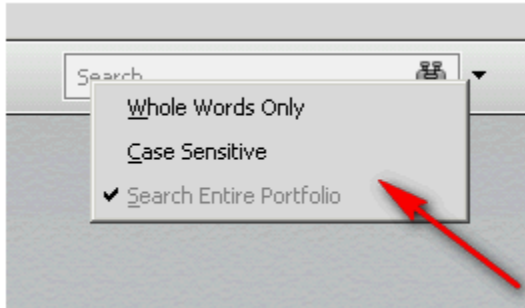 Search
Whole Words Only
Case Sensitive
Search Entire Portfolio